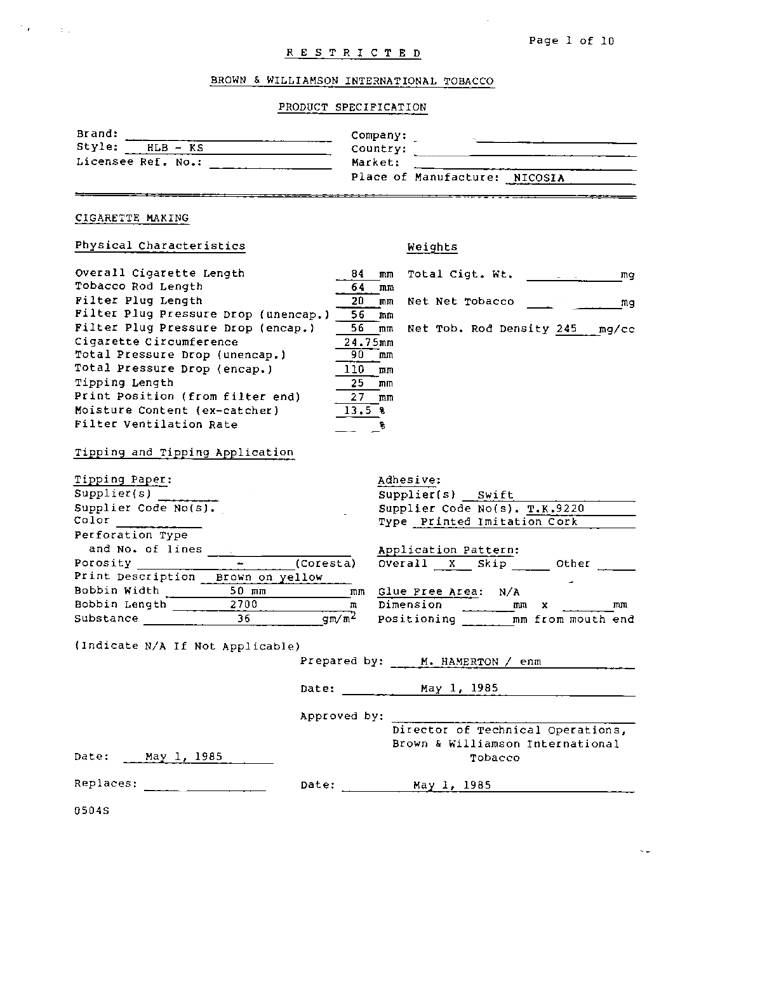 Page 1 of 10
R E S T R I C T E D
BROWN & WILLIAMSON INTERNATIONAL TOBACCO
PRODUCT SPECIFICATION
Brand: Company:
Style: HLB - KS Country:
Licensee Ref. No.: Market:
Place of Manufacture: NICOSIA
CIGARETTE MAKING
Physical Characteristics Weights
Overall Cigarette Length 84 mm Total Cigt. Wt. mg
Tobacco Rod Length 64 mm
Filter Plug Length 20 mm Net Net Tobacco mg
Filter Plug Pressure Drop (unencap.) 56 mm
Filter Plug Pressure Drop (encap.) 56 mm Net Tob. Rod Density 245 mg/cc
Cigarette Circumference 24.75mm
Total Pressure Drop (unencap.) 90 mm
Total Pressure Drop (encap.) 110 mm
Tipping Length 25 mm
Print Position (from filter end) 27 mm
Moisture Content (ex-catcher) 13.5 %
Filter Ventilation Rate %
Tipping and Tipping Application
Tipping Paper: Adhesive:
Supplier(s) Supplier(s) Swift
Supplier Code No(s). Supplier Code No(s). T.K.9220
Color Type Printed Imitation Cork
Perforation Type
and No. of lines Application Pattern:
Porosity - (Coresta) Overall X Skip Other
Print Description Brown on yellow
Bobbin Width 50 mm mm Glue Free Area: N/A
Bobbin Length 2700 m Dimension mm x mm
Substance 36 gm/m2 Positioning mm from mouth end
(Indicate N/A If Not Applicable)
Prepared by: M. HAMERTON / enm
Date: May 1, 1985
Approved by:
Director of Technical Operations,
Brown & Williamson International
Date: May 1, 1985 Tobacco
Replaces: Date: May 1, 1985
0504S